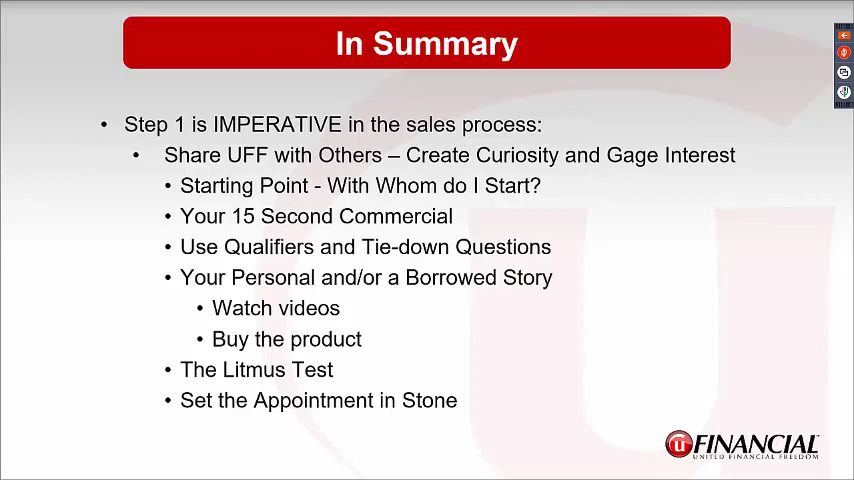 In Summary
• Step 1 is IMPERATIVE in the sales process:
• Share UFF with Others – Create Curiosity and Gage Interest
• Starting Point - With Whom do I Start?
• Your 15 Second Commercial
• Use Qualifiers and Tie-down Questions
• Your Personal and/or a Borrowed Story
• Watch videos
• Buy the product
• The Litmus Test
• Set the Appointment in Stone
u FINANCIAL
UNITED FINANCIAL FREEDOM